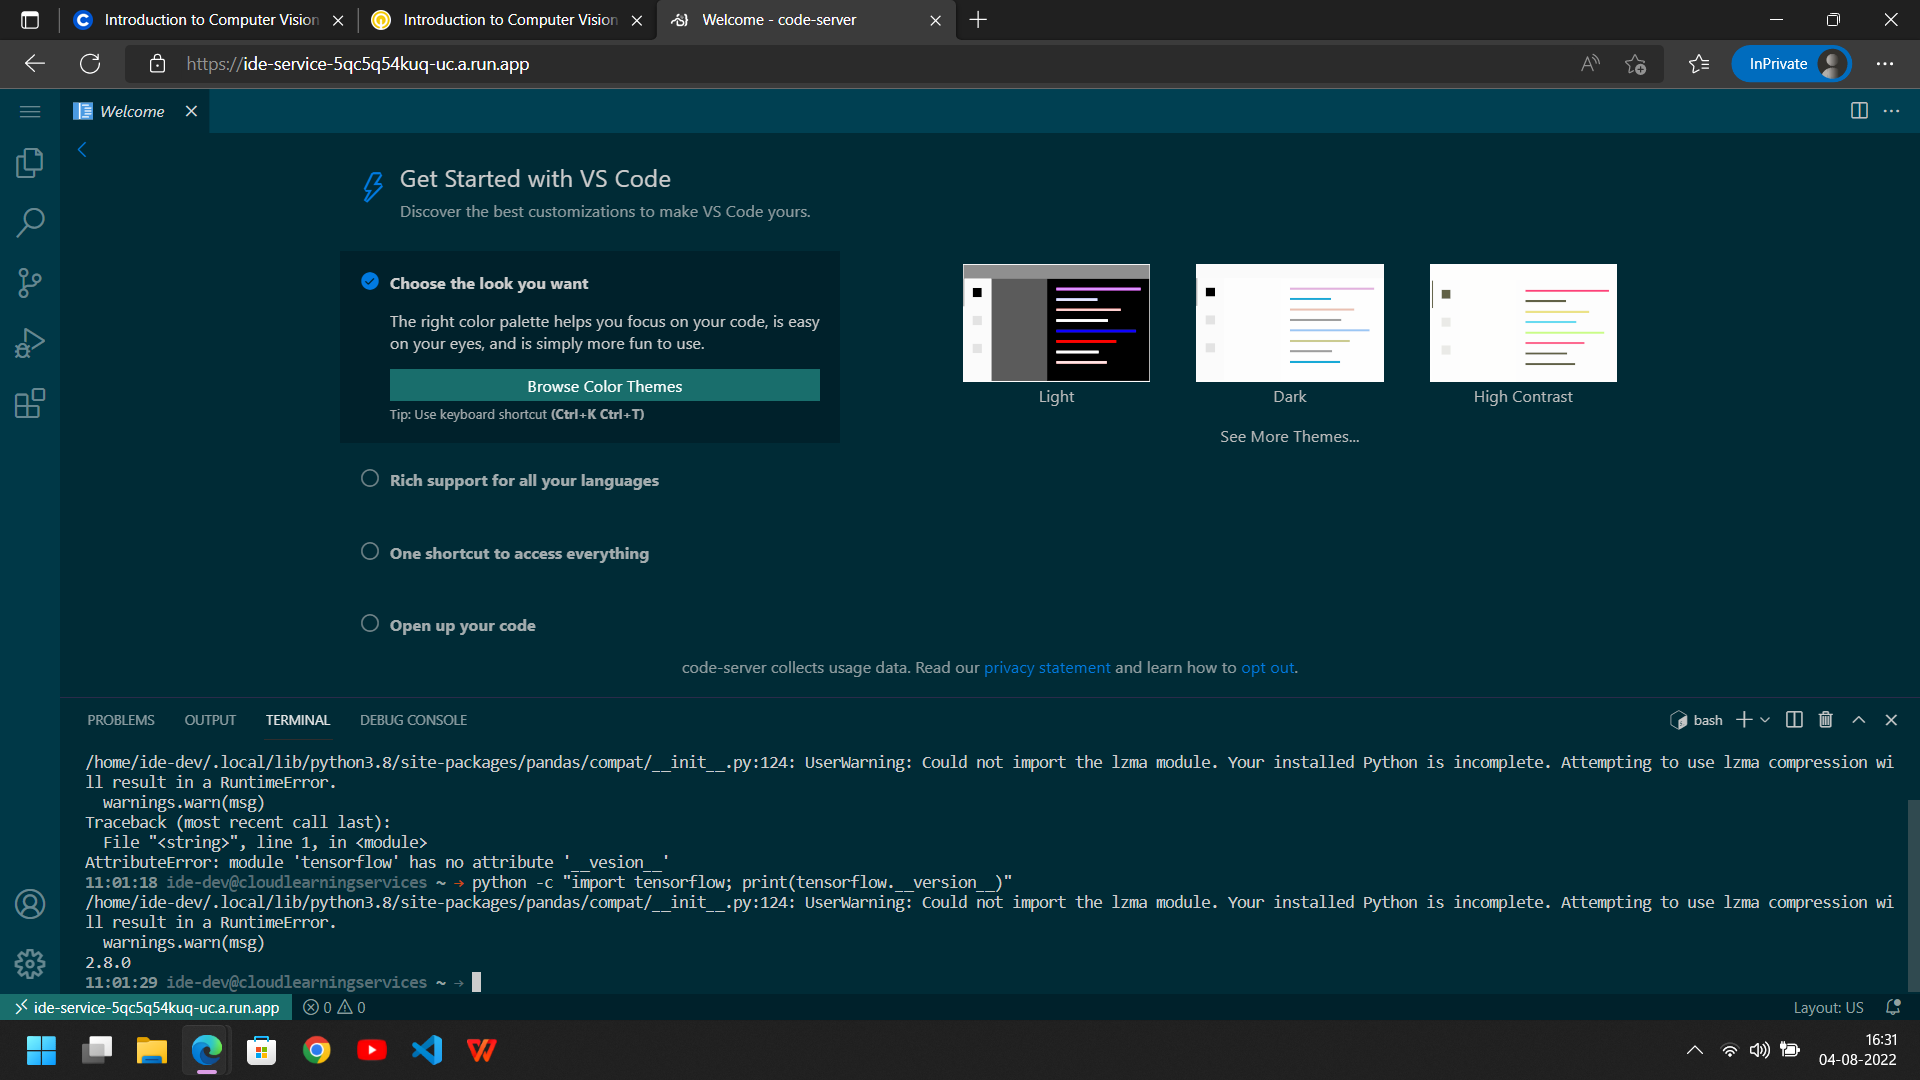 Introduction to Computer Vision
Introduction to Computer Vision
Welcome - code-server
https://ide-service-5qc5q54kuq-uc.a.run.app
InPrivate
Welcome
Get Started with VS Code
Discover the best customizations to make VS Code yours.
Choose the look you want
The right color palette helps you focus on your code, is easy
on your eyes, and is simply more fun to use.
Browse Color Themes
Tip: Use keyboard shortcut (Ctrl+K Ctrl+T)
Light
Dark
High Contrast
See More Themes...
Rich support for all your languages
One shortcut to access everything
Open up your code
code-server collects usage data. Read our privacy statement and learn how to opt out.
PROBLEMS
OUTPUT
TERMINAL
DEBUG CONSOLE
bash
/home/ide-dev/.local/lib/python3.8/site-packages/pandas/compat/__init__.py:124: UserWarning: Could not import the lzma module. Your installed Python is incomplete. Attempting to use lzma compression wi
ll result in a RuntimeError.
warnings.warn(msg)
Traceback (most recent call last):
File "<string>", line 1, in <module>
AttributeError: module 'tensorflow' has no attribute '__vesion__'
11:01:18 ide-dev@cloudlearningservices ~ → python -c "import tensorflow; print(tensorflow.__version__)"
/home/ide-dev/.local/lib/python3.8/site-packages/pandas/compat/__init__.py:124: UserWarning: Could not import the lzma module. Your installed Python is incomplete. Attempting to use lzma compression wi
ll result in a RuntimeError.
warnings.warn(msg)
2.8.0
11:01:29 ide-dev@cloudlearningservices ~ →
ide-service-5qc5q54kuq-uc.a.run.app
0
0
Layout: US
16:31
04-08-2022